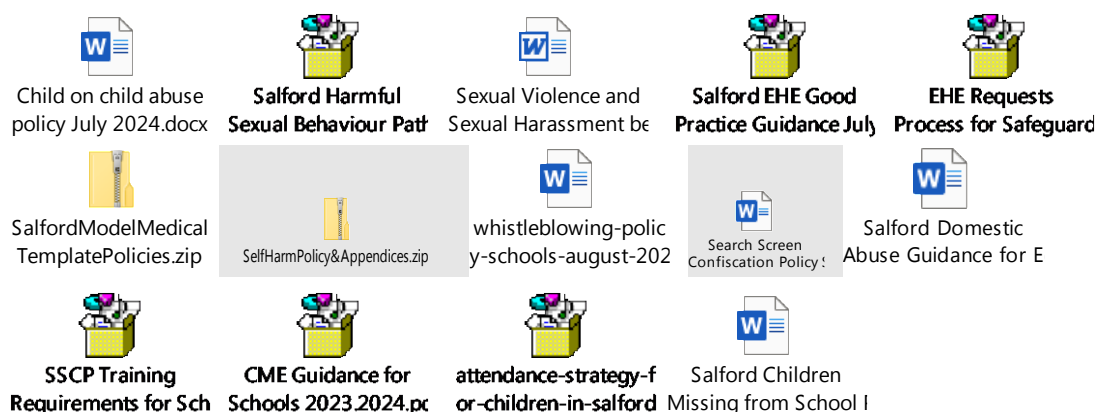 Child on child abuse
policy July 2024.docx
Salford Harmful
Sexual Behaviour Path
Sexual Violence and
Sexual Harassment be
Salford EHE Good
Practice Guidance July
EHE Requests
Process for Safeguard
SalfordModelMedical
TemplatePolicies.zip
SelfHarmPolicy&Appendices.zip
whistleblowing-polic
y-schools-august-202
Search Screen
Confiscation Policy S
Salford Domestic
Abuse Guidance for E
SSCP Training
Requirements for Sch
CME Guidance for
Schools 2023.2024.pd
attendance-strategy-f
or-children-in-salford
Salford Children
Missing from School